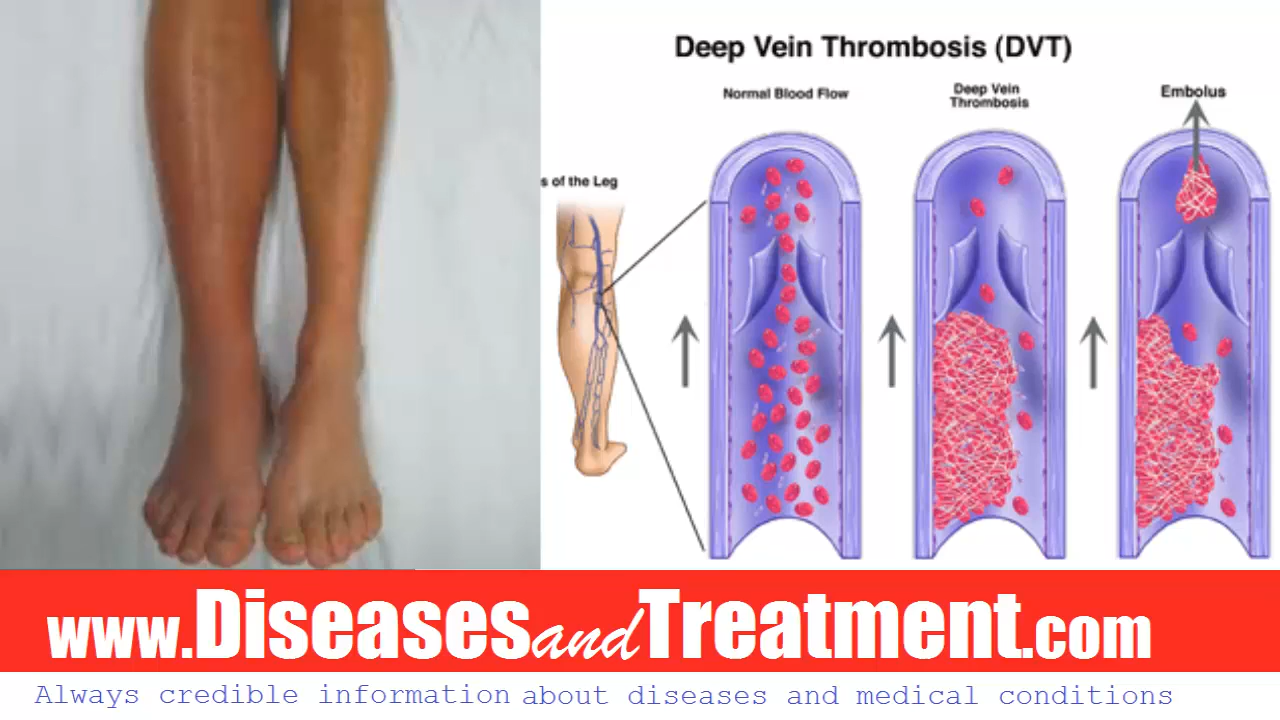 Deep Vein Thrombosis (DVT)
Normal Blood Flow
Deep Vein
Thrombosis
Embolus
s of the Leg
www.DiseasesandTreatment.com
Always credible information about diseases and medical conditions